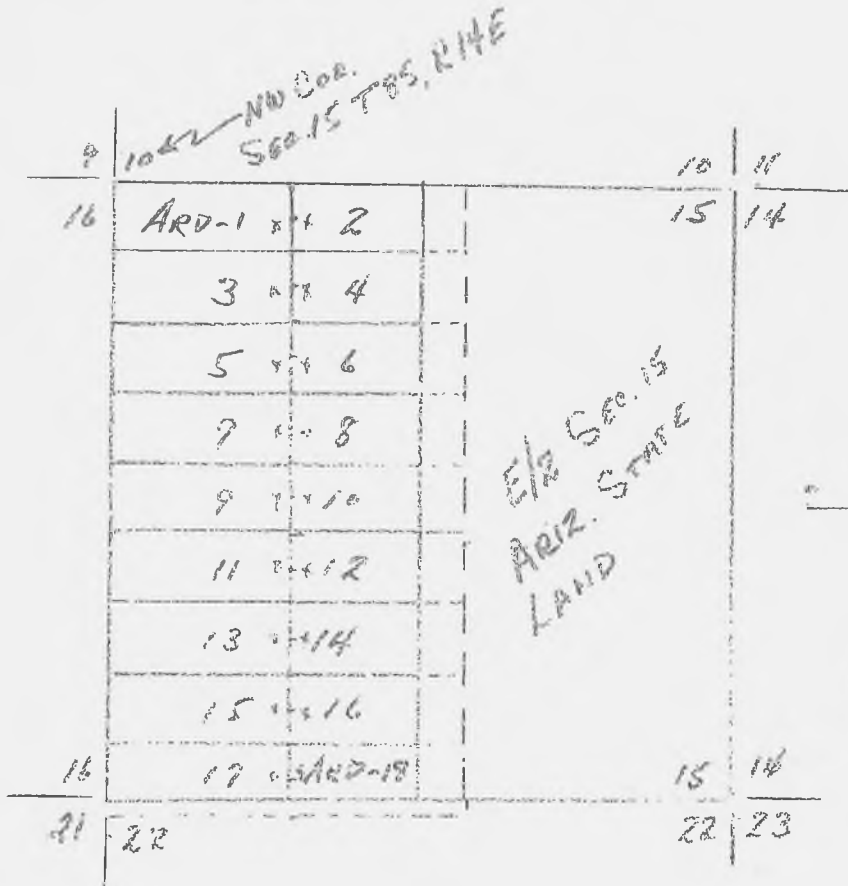 NW COR.
SEC. 15 T8S, R14E
9 10 10 11
16 ARD-1 x x 2 15 14
3 x x 4
5 x x 6
7 x x 8
9 x x 10
11 x x 12
13 x x 14
15 x x 16
16 17 x x ARD-18 15 14
21 22 22 23
E/2 SEC. 15
ARIZ. STATE
LAND